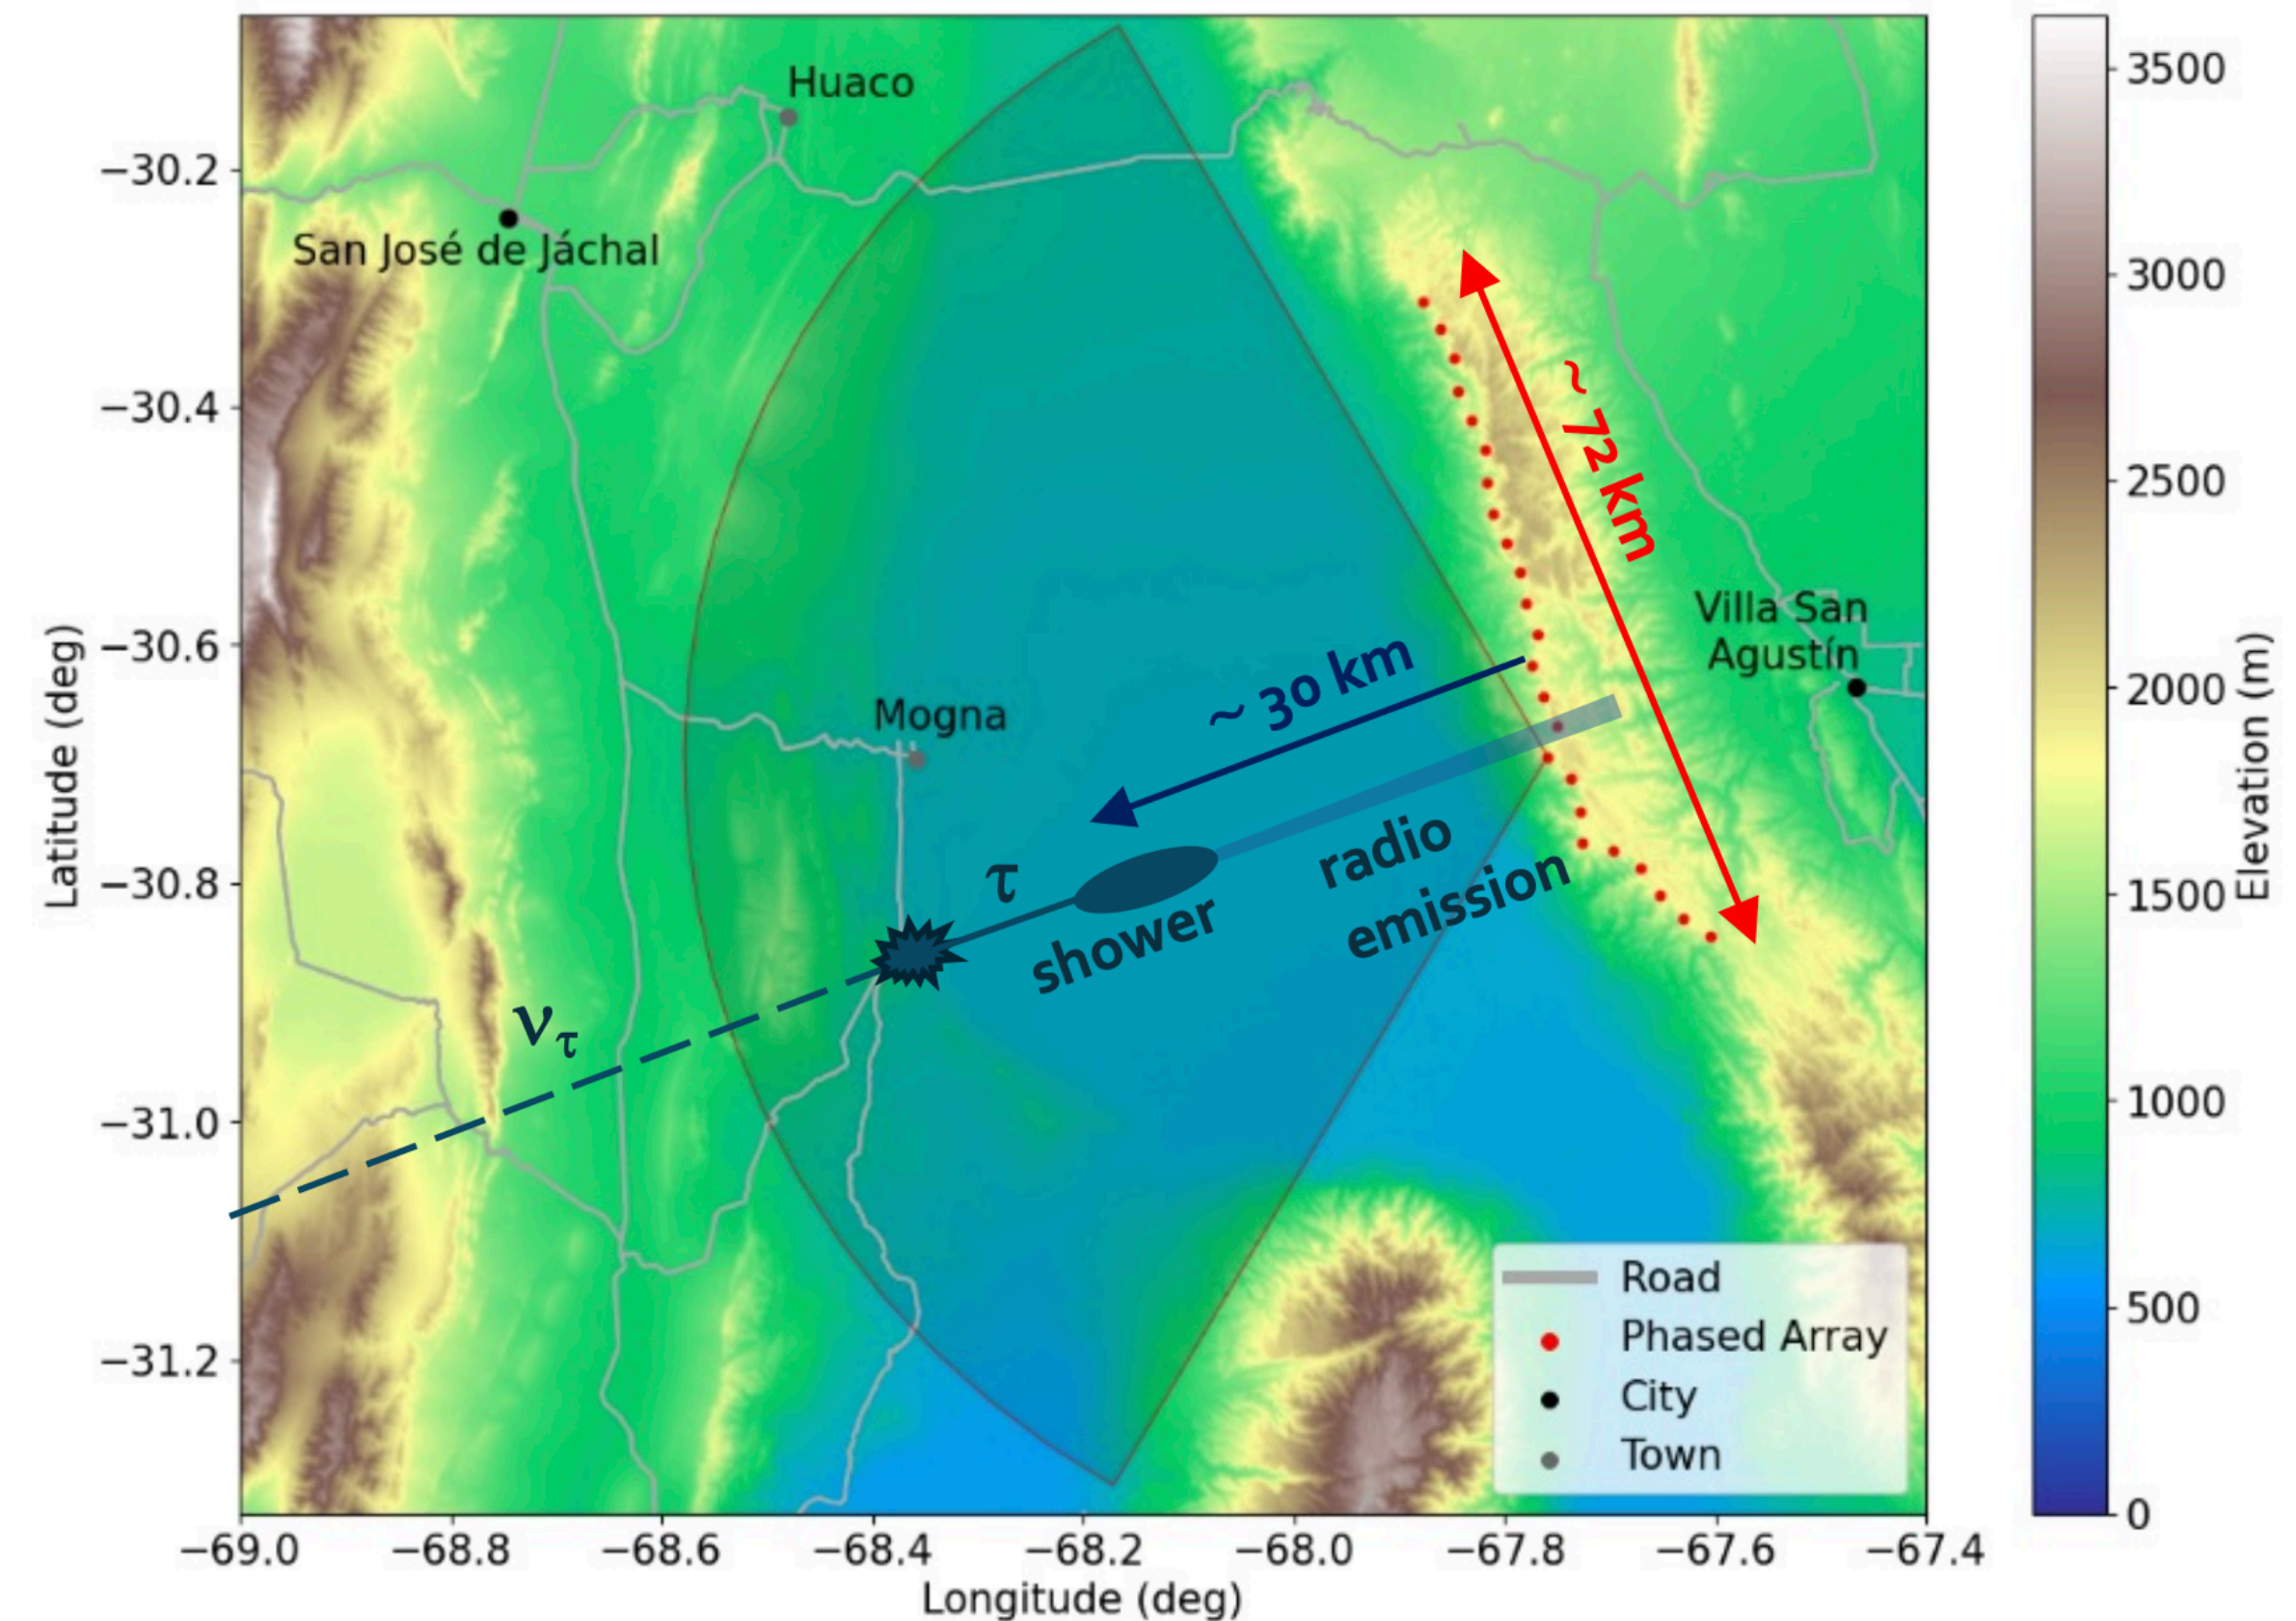 Huaco
San José de Jáchal
Mogna
Villa San
Agustín
~ 72 km
~ 30 km
radio
emission
shower
τ
ντ
Road
Phased Array
City
Town
−30.2
−30.4
−30.6
−30.8
−31.0
−31.2
Latitude (deg)
−69.0 −68.8 −68.6 −68.4 −68.2 −68.0 −67.8 −67.6 −67.4
Longitude (deg)
3500
3000
2500
2000
1500
1000
500
0
Elevation (m)